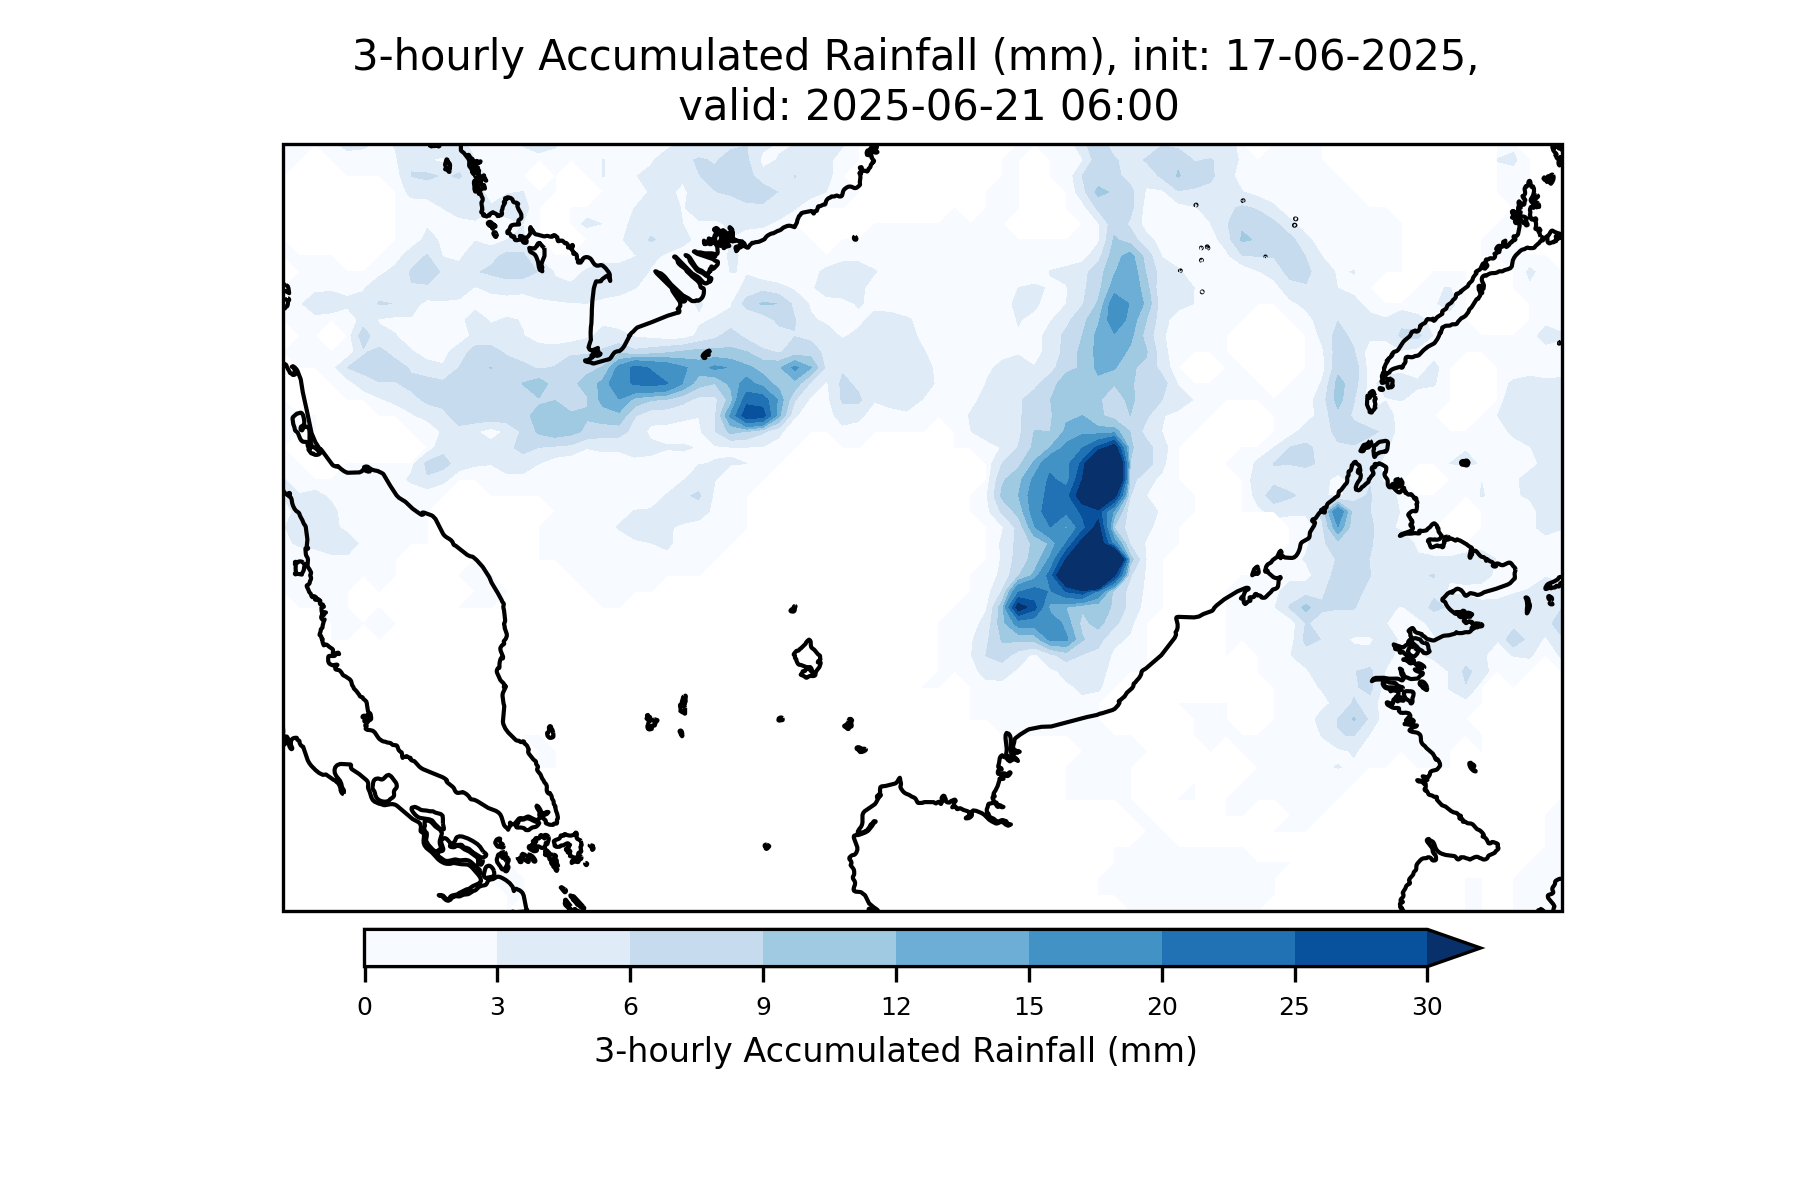 3-hourly Accumulated Rainfall (mm), init: 17-06-2025,
valid: 2025-06-21 06:00
0 3 6 9 12 15 20 25 30
3-hourly Accumulated Rainfall (mm)